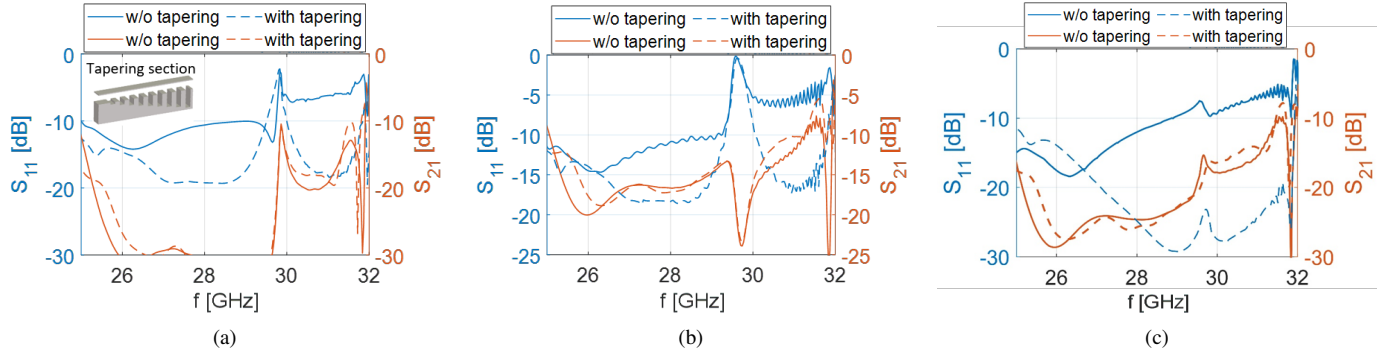 w/o tapering with tapering
w/o tapering with tapering
0 0
Tapering section
-10 -10
-20 -20
-30 -30
S11 [dB]
S21 [dB]
26 28 30 32
f [GHz]
(a)
w/o tapering with tapering
w/o tapering with tapering
0 0
-5 -5
-10 -10
-15 -15
-20 -20
-25 -25
S11 [dB]
S21 [dB]
26 28 30 32
f [GHz]
(b)
w/o tapering with tapering
w/o tapering with tapering
0 0
-10 -10
-20 -20
-30 -30
S11 [dB]
S21 [dB]
26 28 30 32
f [GHz]
(c)